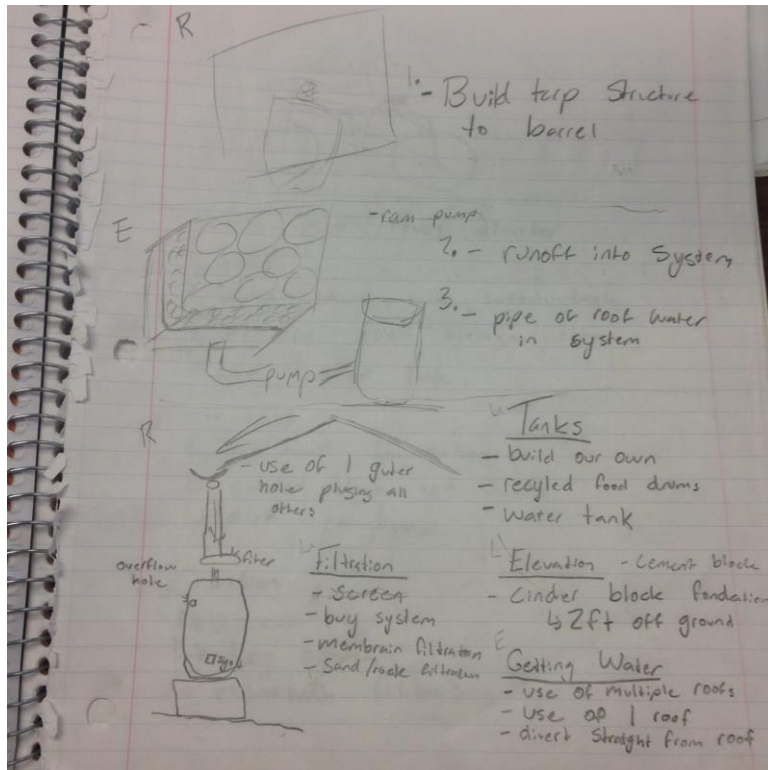 R
1. - Build tarp Structure
to barrel
E
- ram pump
2. - runoff into System
3. - pipe of roof water
in system
pump
R
- use of 1 guter
hole plusing all
others
filter
overflow
hole
Filtration
- screen
- buy system
- membrain filtration
- Sand/rock filtration
Tanks
- build our own
- recyled food drums
- water tank
Elevation - Cement block
- Cinder block fondation
↳ 2ft off ground
E
Getting Water
- use of multiple roofs
- use of 1 roof
- divert Straight from roof